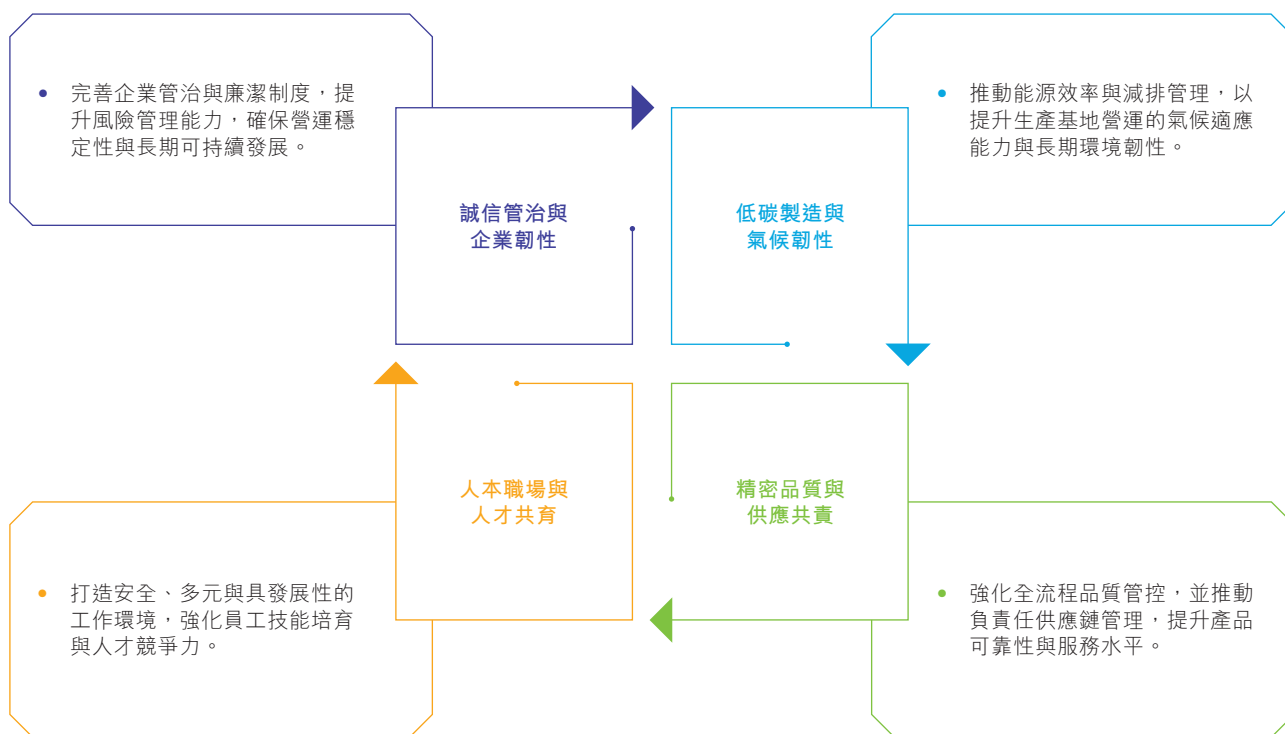 • 完善企業管治與廉潔制度，提
升風險管理能力，確保營運穩
定性與長期可持續發展。
誠信管治與
企業韌性
• 推動能源效率與減排管理，以
提升生產基地營運的氣候適應
能力與長期環境韌性。
低碳製造與
氣候韌性
人本職場與
人才共育
• 打造安全、多元與具發展性的
工作環境，強化員工技能培育
與人才競爭力。
精密品質與
供應共責
• 強化全流程品質管控，並推動
負責任供應鏈管理，提升產品
可靠性與服務水平。